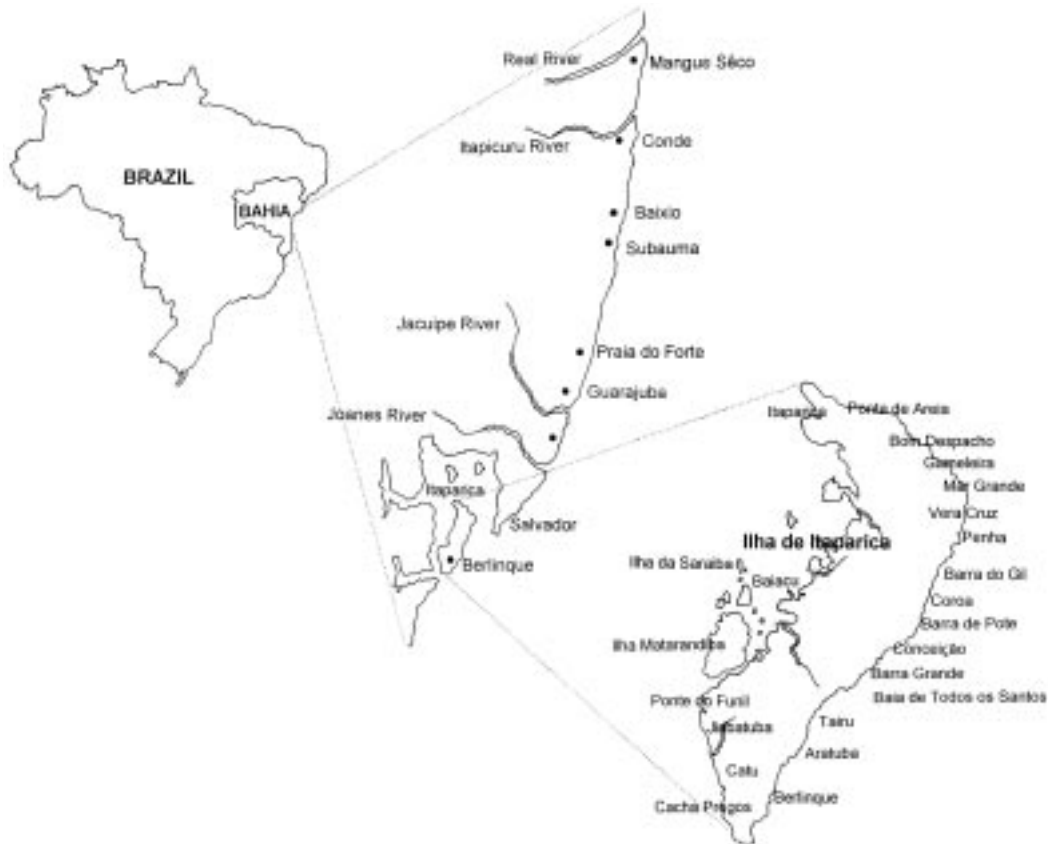 BRAZIL
BAHIA
Real River
Mangue Sêco
Itapicuru River
Conde
Baixio
Subauma
Jacuipe River
Praia do Forte
Guarajuba
Joanes River
Itaparica
Salvador
Berlinque
Itaparica
Ponta de Areia
Bom Despacho
Gameleira
Mar Grande
Vera Cruz
Penha
Ilha de Itaparica
Ilha da Saraiba
Baiacu
Barra do Gil
Coroa
Barra de Pote
Ilha Matarandiba
Conceição
Barra Grande
Ponte do Funil
Baia de Todos os Santos
Tairu
Aratuba
Catu
Cacha Pregos
Berlinque